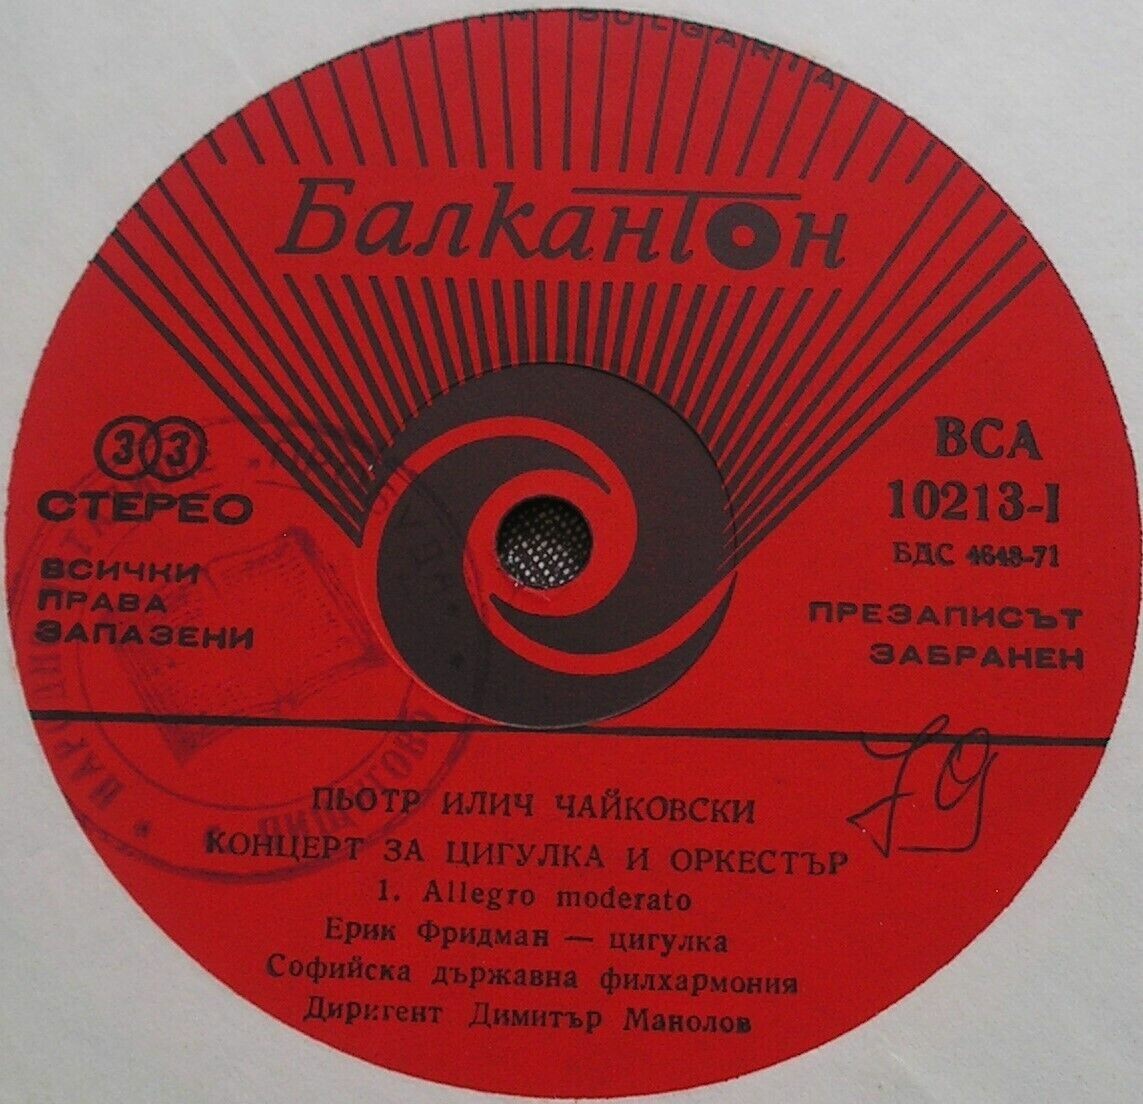 IN BULGARIA
Балкантон
33
СТЕРЕО
ВСИЧКИ
ПРАВА
ЗАПАЗЕНИ
ВСА
10213-I
БДС 4648-71
ПРЕЗАПИСЪТ
ЗАБРАНЕН
ПЬОТР ИЛИЧ ЧАЙКОВСКИ
КОНЦЕРТ ЗА ЦИГУЛКА И ОРКЕСТЪР
1. Allegro moderato
Ерик Фридман — цигулка
Софийска държавна филхармония
Диригент Димитър Манолов